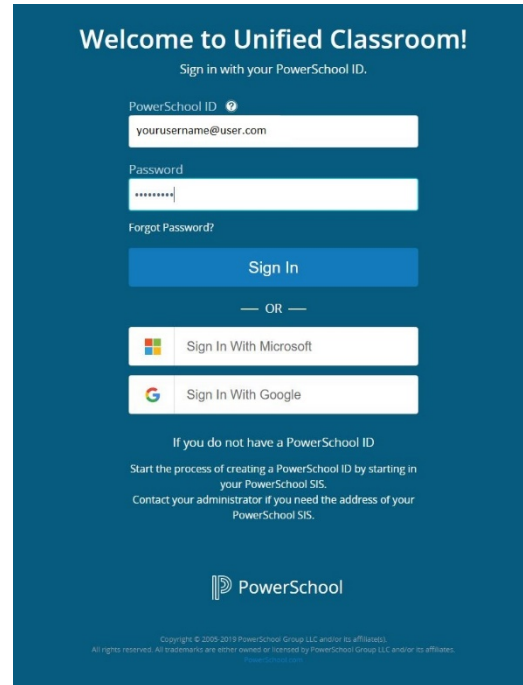 Welcome to Unified Classroom!
Sign in with your PowerSchool ID.
PowerSchool ID ?
yourusername@user.com
Password
•••••••••
Forgot Password?
Sign In
— OR —
Sign In With Microsoft
Sign In With Google
If you do not have a PowerSchool ID
Start the process of creating a PowerSchool ID by starting in
your PowerSchool SIS.
Contact your administrator if you need the address of your
PowerSchool SIS.
PowerSchool
Copyright © 2005-2019 PowerSchool Group LLC and/or its affiliate(s).
All rights reserved. All trademarks are either owned or licensed by PowerSchool Group LLC and/or its affiliates.
PowerSchool.com